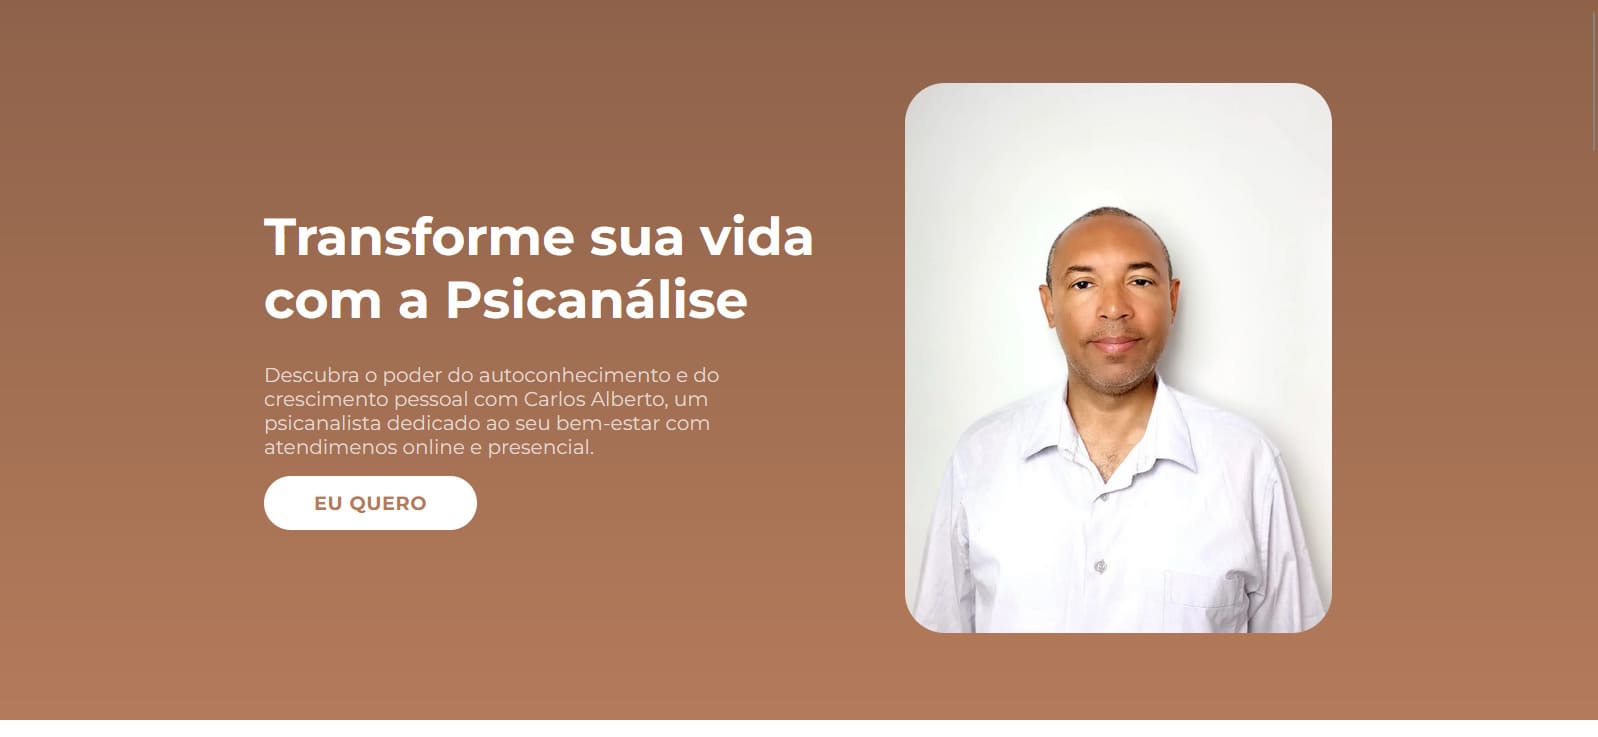 Transforme sua vida
com a Psicanálise
Descubra o poder do autoconhecimento e do
crescimento pessoal com Carlos Alberto, um
psicanalista dedicado ao seu bem-estar com
atendimenos online e presencial.
EU QUERO